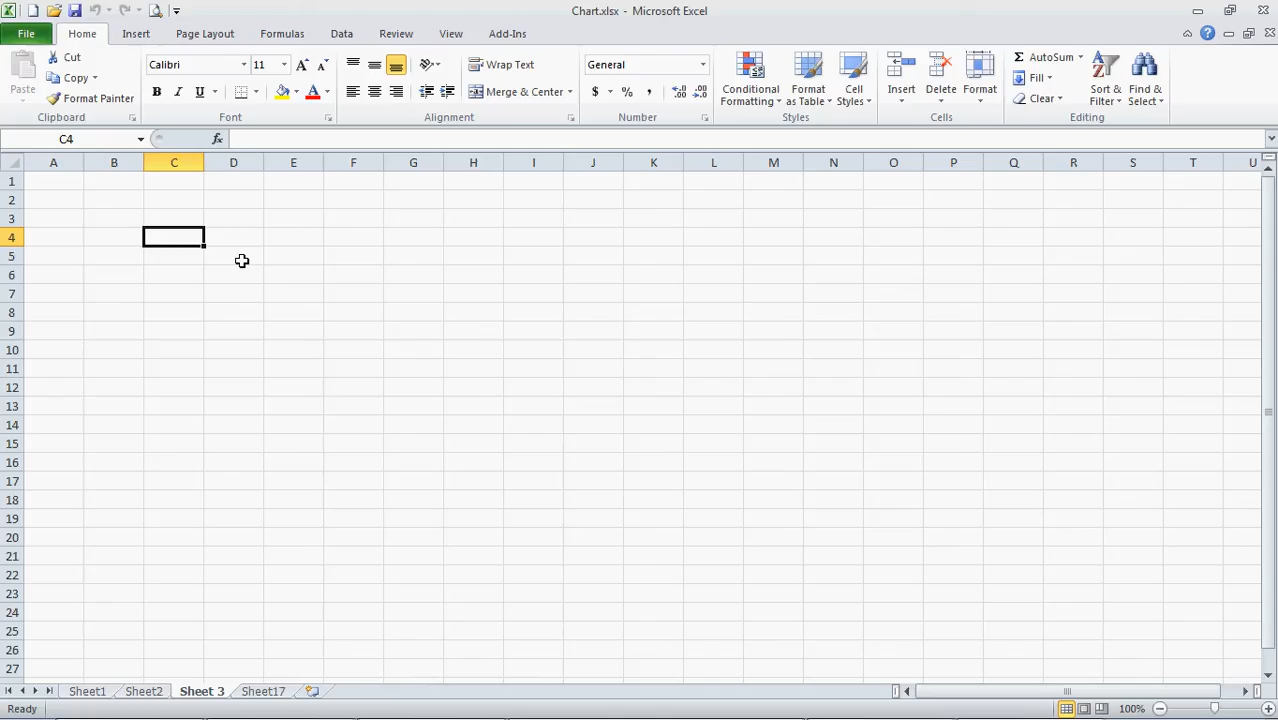 Chart.xlsx - Microsoft Excel
File Home Insert Page Layout Formulas Data Review View Add-Ins
Paste
Cut
Copy
Format Painter
Clipboard
Calibri 11
B I U
Font
Wrap Text
Merge & Center
Alignment
General
$ % ,
Number
Conditional Formatting
Format as Table
Cell Styles
Styles
Insert Delete Format
Cells
Σ AutoSum
Fill
Clear
Sort & Filter
Find & Select
Editing
C4 fx
A B C D E F G H I J K L M N O P Q R S T U
1
2
3
4
5
6
7
8
9
10
11
12
13
14
15
16
17
18
19
20
21
22
23
24
25
26
27
Sheet1 Sheet2 Sheet 3 Sheet17
Ready 100%